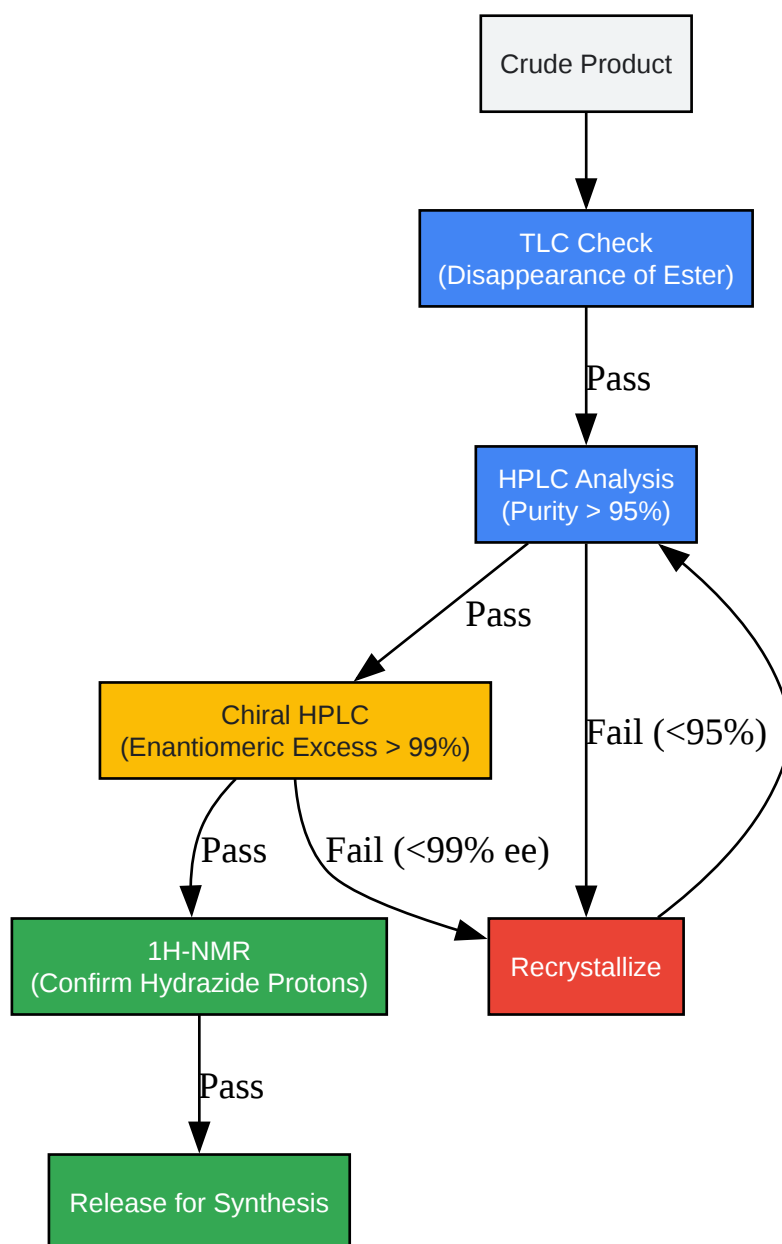 Crude Product
TLC Check
(Disappearance of Ester)
Pass
HPLC Analysis
(Purity > 95%)
Pass
Chiral HPLC
(Enantiomeric Excess > 99%)
Fail (<95%)
Pass
Fail (<99% ee)
1H-NMR
(Confirm Hydrazide Protons)
Recrystallize
Pass
Release for Synthesis